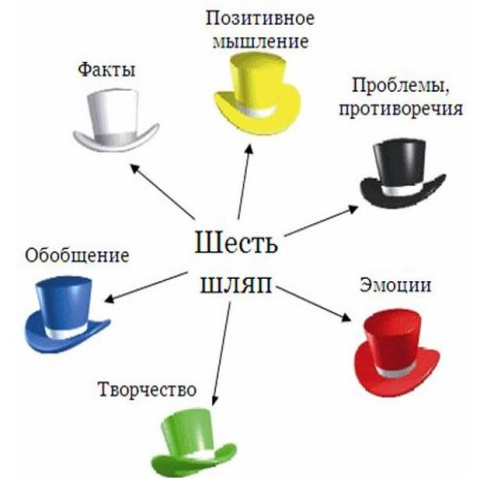 Позитивное
мышление
Факты
Проблемы,
противоречия
Шесть
шляп
Обобщение
Эмоции
Творчество